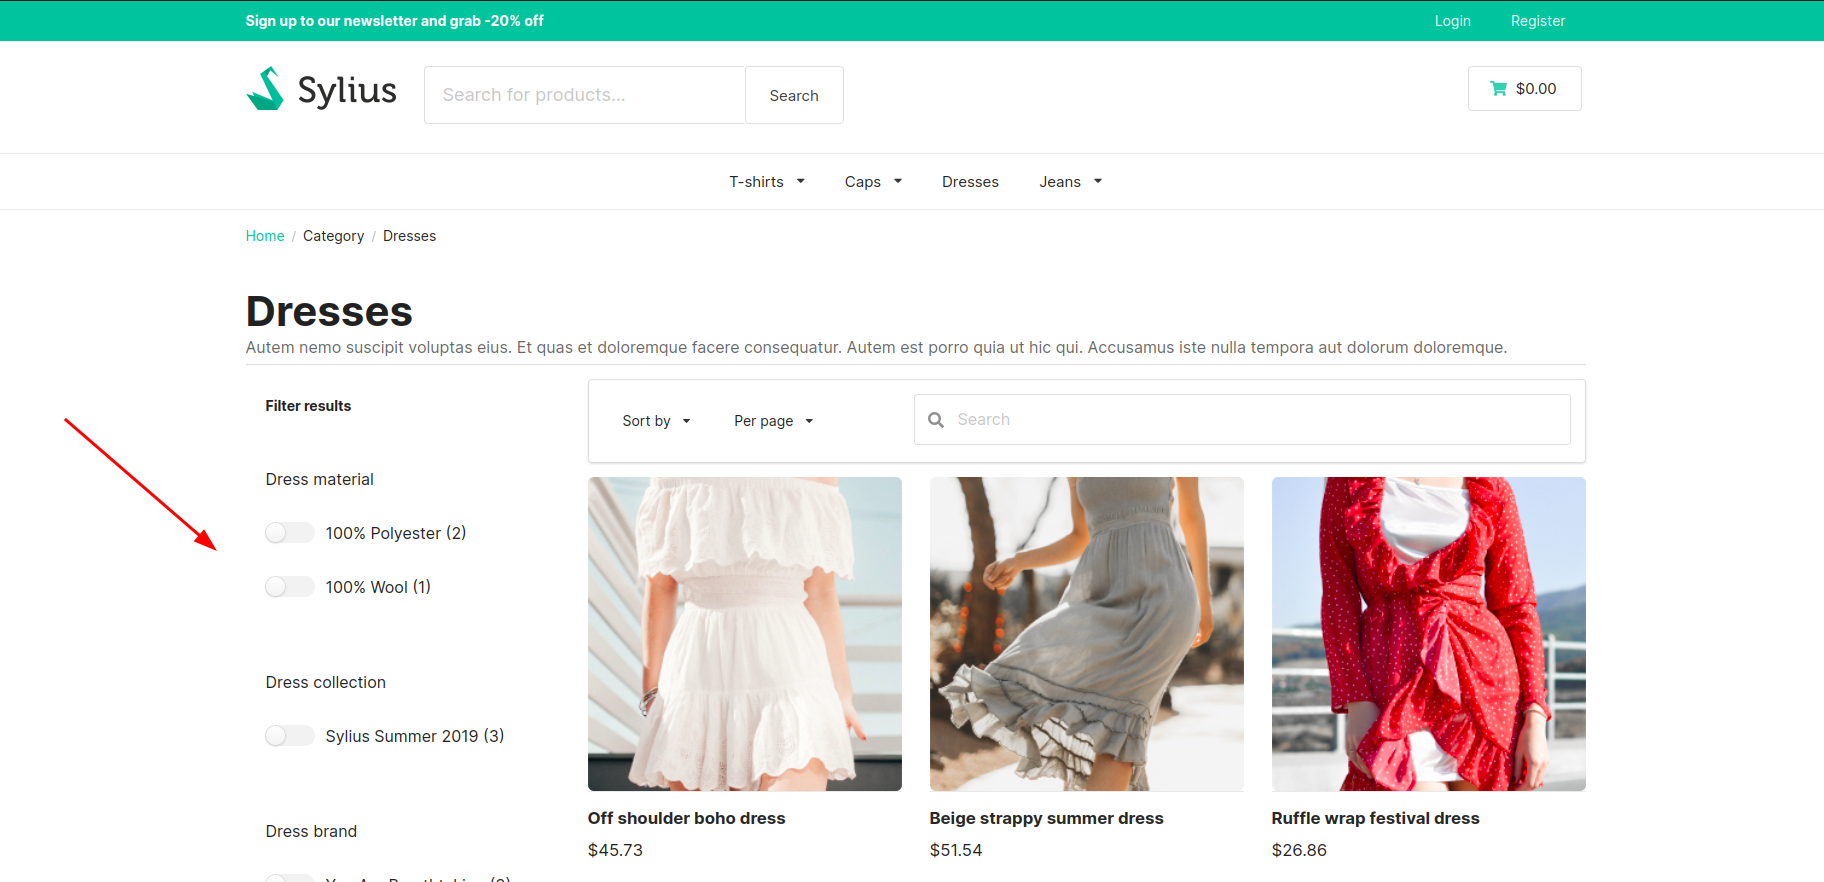 Sign up to our newsletter and grab -20% off
Login Register
Sylius
Search for products...
Search
$0.00
T-shirts Caps Dresses Jeans
Home / Category / Dresses
Dresses
Autem nemo suscipit voluptas eius. Et quas et doloremque facere consequatur. Autem est porro quia ut hic qui. Accusamus iste nulla tempora aut dolorum doloremque.
Filter results
Dress material
100% Polyester (2)
100% Wool (1)
Dress collection
Sylius Summer 2019 (3)
Dress brand
Sort by Per page Search
Off shoulder boho dress
$45.73
Beige strappy summer dress
$51.54
Ruffle wrap festival dress
$26.86